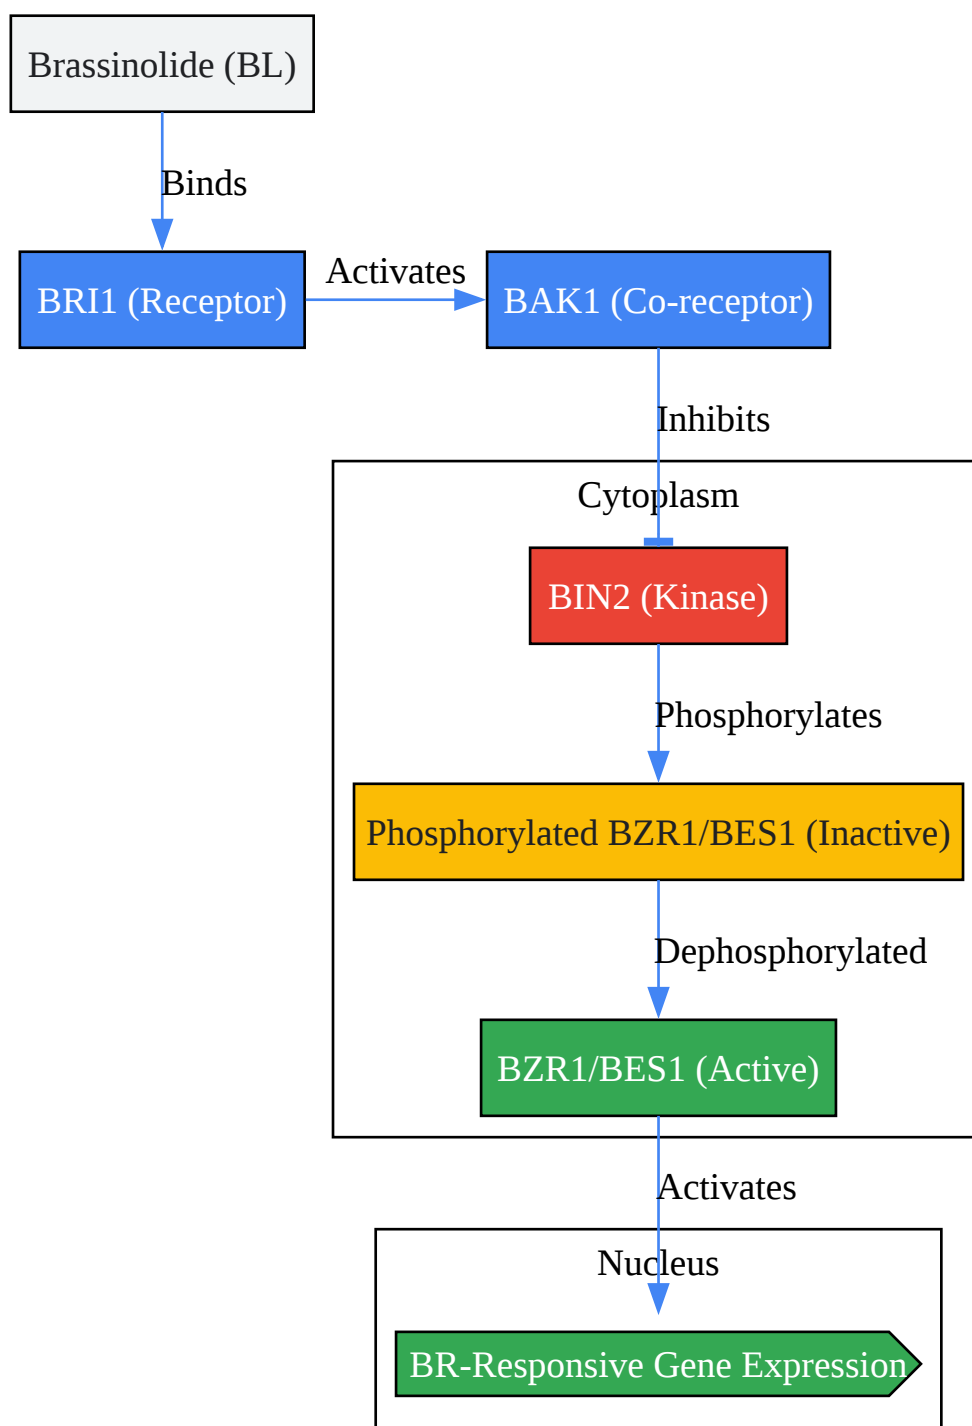 Brassinolide (BL)
Binds
BRI1 (Receptor)
Activates
BAK1 (Co-receptor)
Inhibits
Cytoplasm
BIN2 (Kinase)
Phosphorylates
Phosphorylated BZR1/BES1 (Inactive)
Dephosphorylated
BZR1/BES1 (Active)
Activates
Nucleus
BR-Responsive Gene Expression